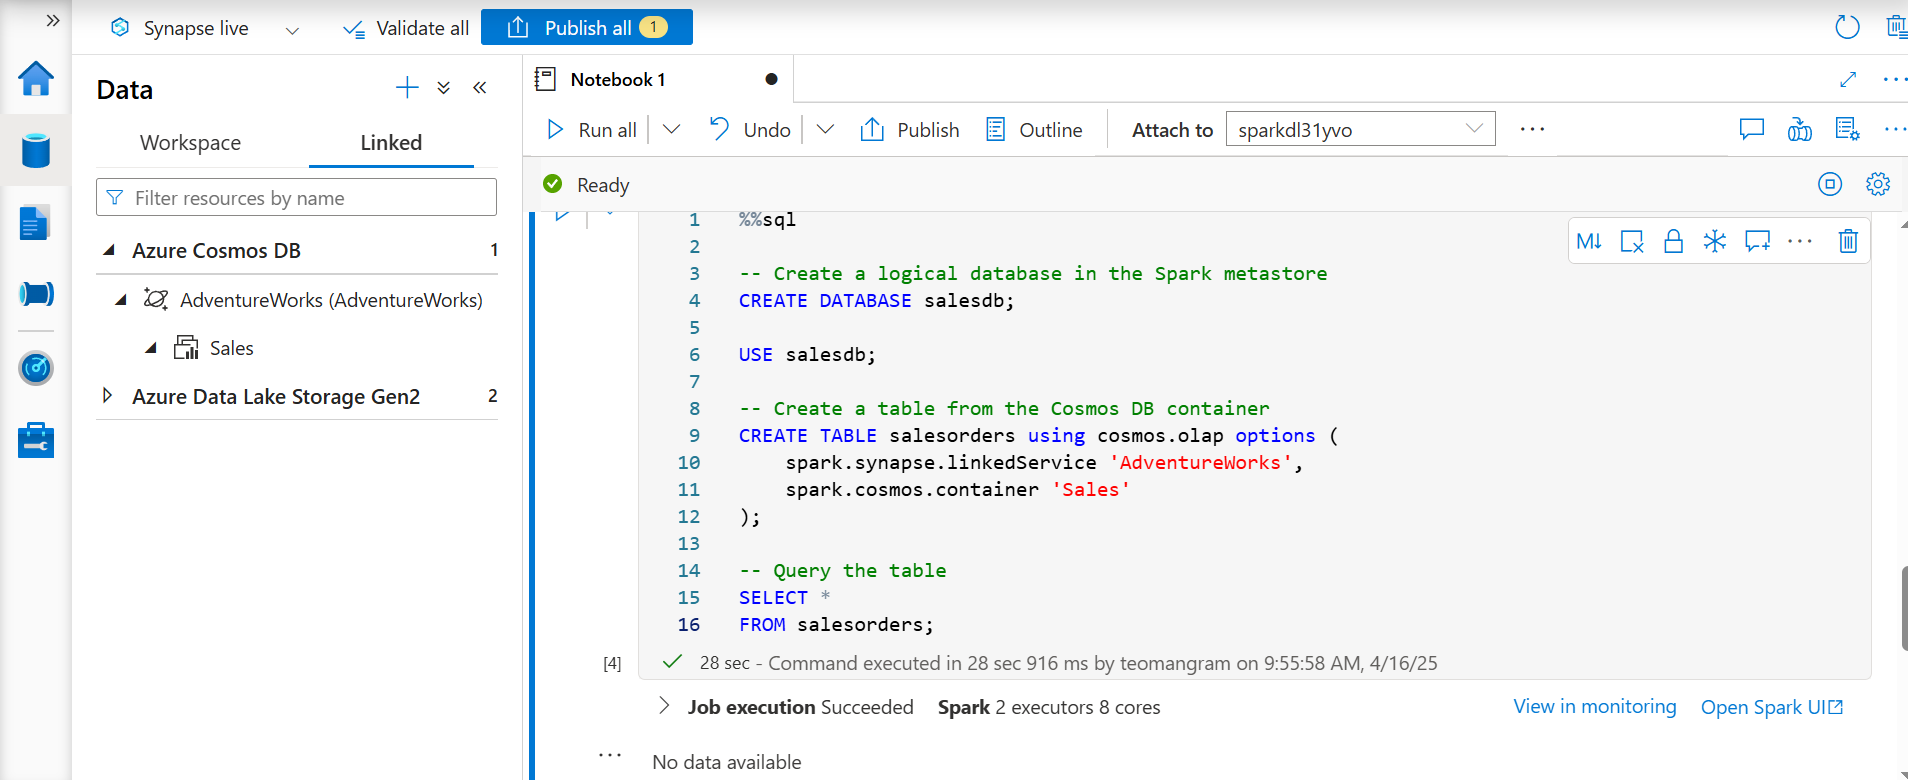 Synapse live
Validate all
Publish all 1
Data
Workspace
Linked
Filter resources by name
Azure Cosmos DB 1
AdventureWorks (AdventureWorks)
Sales
Azure Data Lake Storage Gen2 2
Notebook 1
Run all
Undo
Publish
Outline
Attach to
sparkdl31yvo
Ready
M↓
1 %%sql
2
3 -- Create a logical database in the Spark metastore
4 CREATE DATABASE salesdb;
5
6 USE salesdb;
7
8 -- Create a table from the Cosmos DB container
9 CREATE TABLE salesorders using cosmos.olap options (
10 spark.synapse.linkedService 'AdventureWorks',
11 spark.cosmos.container 'Sales'
12 );
13
14 -- Query the table
15 SELECT *
16 FROM salesorders;
[4] 28 sec - Command executed in 28 sec 916 ms by teomangram on 9:55:58 AM, 4/16/25
Job execution Succeeded Spark 2 executors 8 cores
View in monitoring
Open Spark UI
No data available